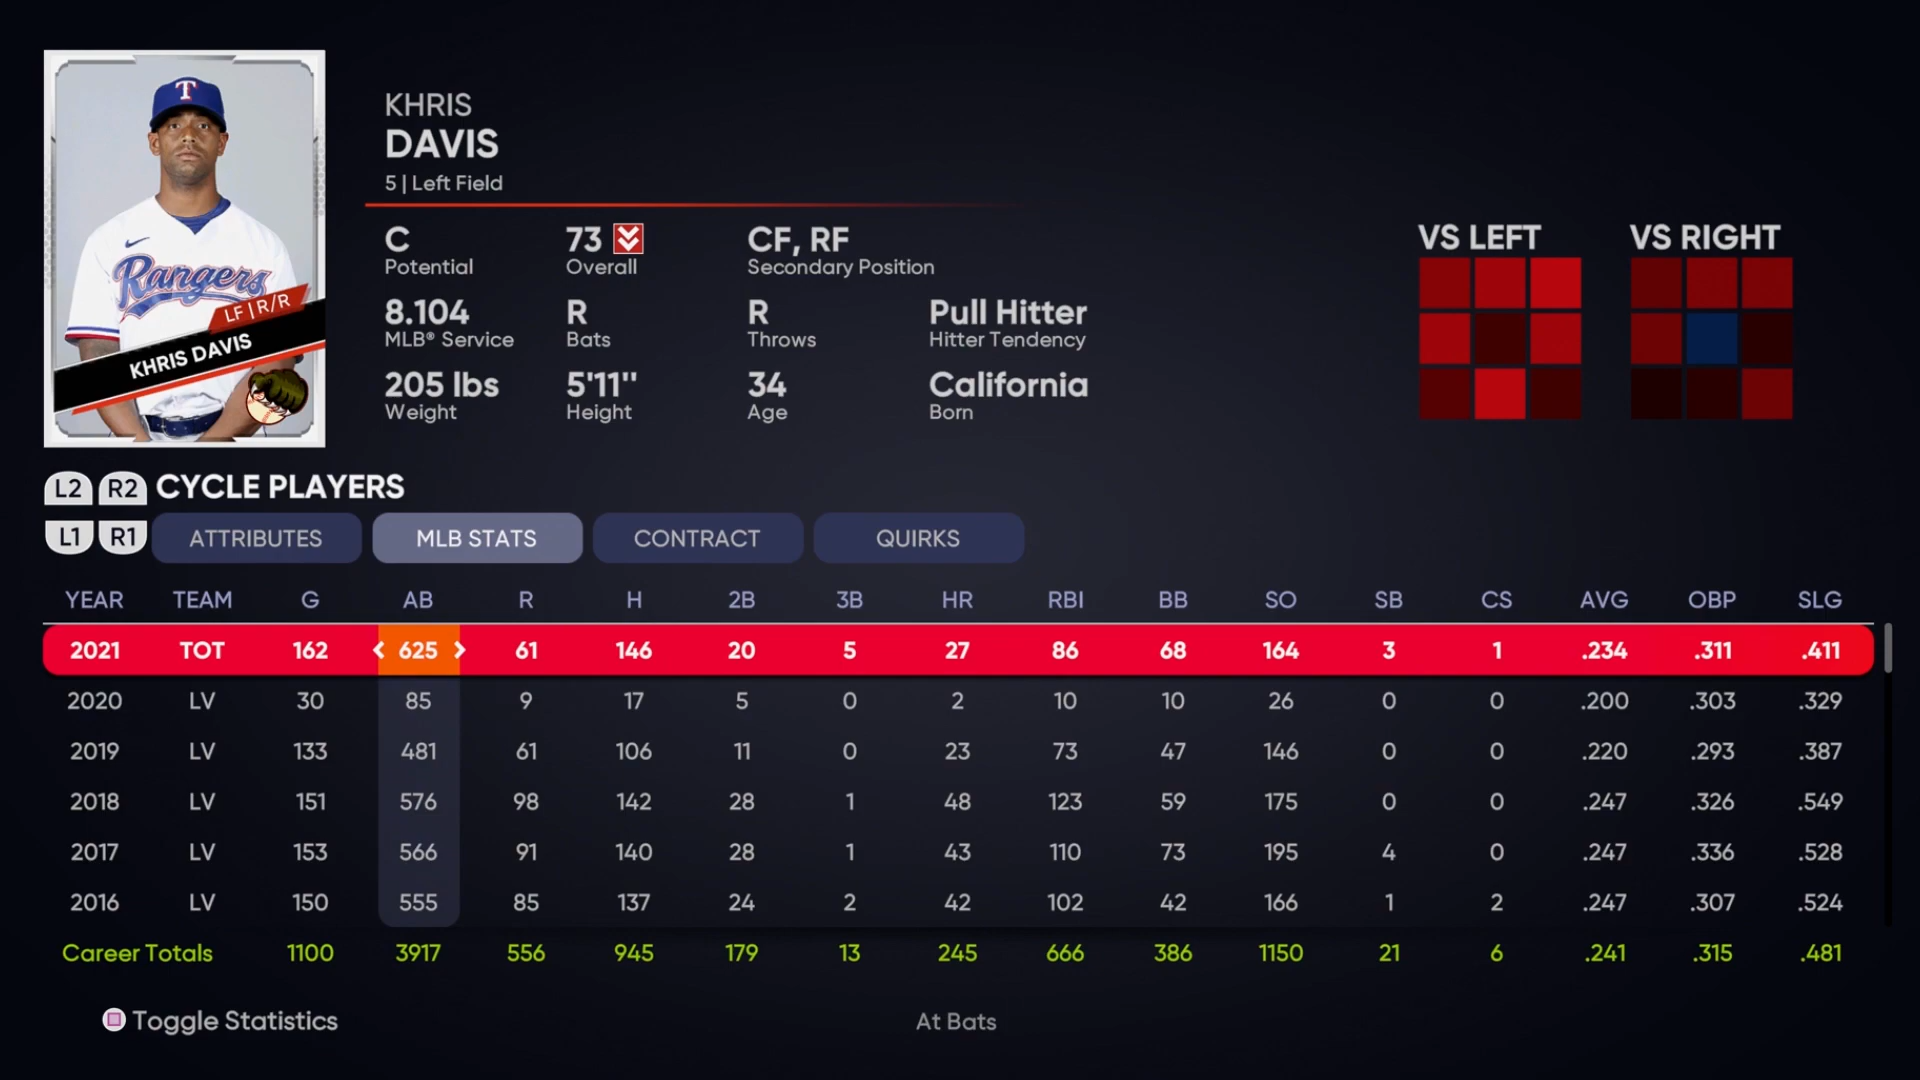 T
Rangers
LF | R/R
KHRIS DAVIS
KHRIS
DAVIS
5 | Left Field
C 73 CF, RF
Potential Overall Secondary Position
8.104 R R Pull Hitter
MLB® Service Bats Throws Hitter Tendency
205 lbs 5'11" 34 California
Weight Height Age Born
VS LEFT VS RIGHT
L2 R2 CYCLE PLAYERS
L1 R1 ATTRIBUTES MLB STATS CONTRACT QUIRKS
YEAR TEAM G AB R H 2B 3B HR RBI BB SO SB CS AVG OBP SLG
2021 TOT 162 625 61 146 20 5 27 86 68 164 3 1 .234 .311 .411
2020 LV 30 85 9 17 5 0 2 10 10 26 0 0 .200 .303 .329
2019 LV 133 481 61 106 11 0 23 73 47 146 0 0 .220 .293 .387
2018 LV 151 576 98 142 28 1 48 123 59 175 0 0 .247 .326 .549
2017 LV 153 566 91 140 28 1 43 110 73 195 4 0 .247 .336 .528
2016 LV 150 555 85 137 24 2 42 102 42 166 1 2 .247 .307 .524
Career Totals 1100 3917 556 945 179 13 245 666 386 1150 21 6 .241 .315 .481
Toggle Statistics At Bats